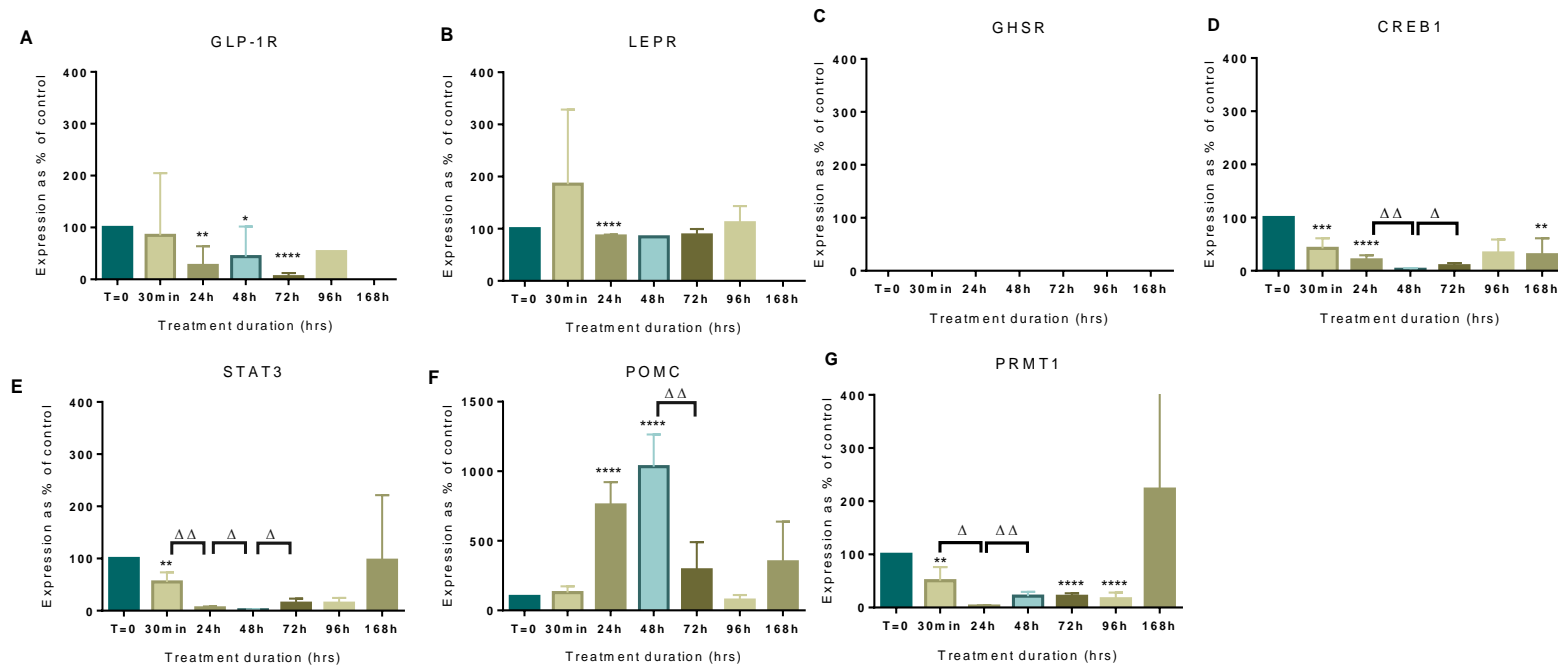 A
GLP-1R
Expression as % of control
400
300
200
100
0
** * ****
T=0 30min 24h 48h 72h 96h 168h
Treatment duration (hrs)
B
LEPR
Expression as % of control
400
300
200
100
0
****
T=0 30min 24h 48h 72h 96h 168h
Treatment duration (hrs)
C
GHSR
Expression as % of control
400
300
200
100
0
T=0 30min 24h 48h 72h 96h 168h
Treatment duration (hrs)
D
CREB1
Expression as % of control
400
300
200
100
0
Δ Δ Δ
*** **** **
T=0 30min 24h 48h 72h 96h 168h
Treatment duration (hrs)
E
STAT3
Expression as % of control
400
300
200
100
0
Δ Δ Δ Δ
**
T=0 30min 24h 48h 72h 96h 168h
Treatment duration (hrs)
F
POMC
Expression as % of control
1500
1000
500
0
Δ Δ
**** ****
T=0 30min 24h 48h 72h 96h 168h
Treatment duration (hrs)
G
PRMT1
Expression as % of control
400
300
200
100
0
Δ Δ Δ
** **** ****
T=0 30min 24h 48h 72h 96h 168h
Treatment duration (hrs)